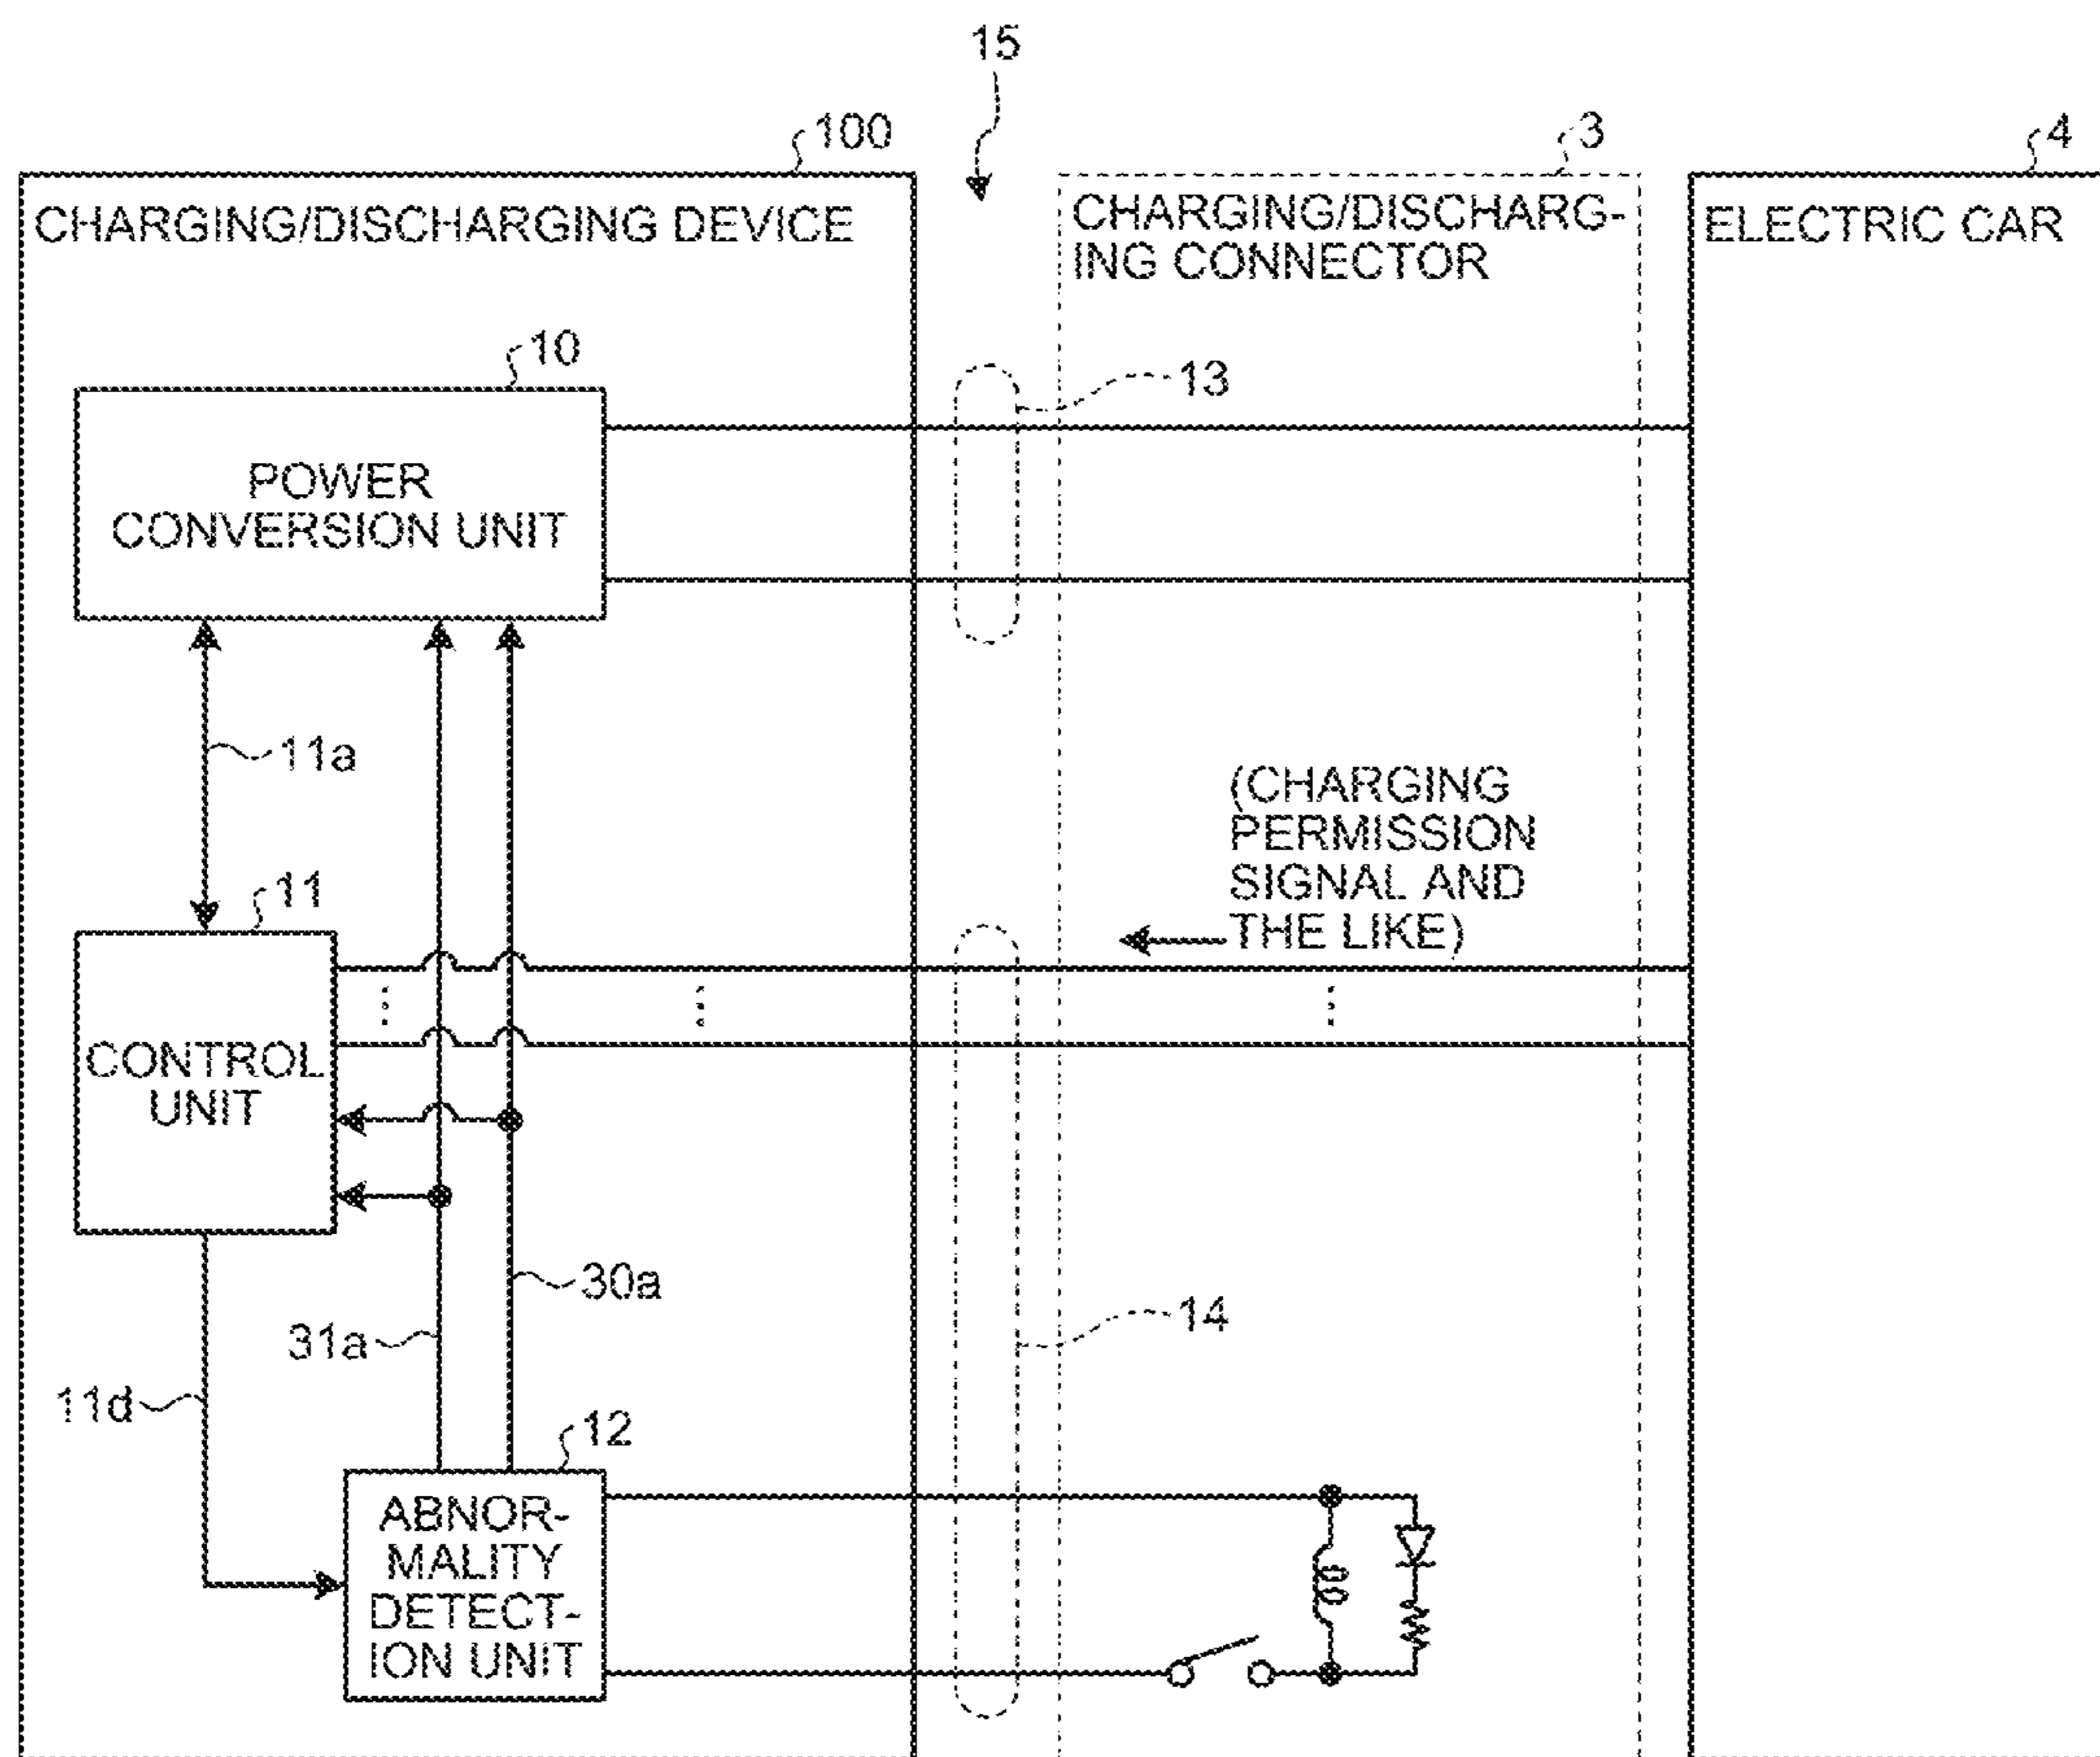 15
100
3
4
CHARGING/DISCHARGING DEVICE
CHARGING/DISCHARG-
ING CONNECTOR
ELECTRIC CAR
10
13
POWER
CONVERSION UNIT
11a
(CHARGING
PERMISSION
SIGNAL AND
THE LIKE)
11
CONTROL
UNIT
30a
31a
14
11d
12
ABNOR-
MALITY
DETECT-
ION UNIT